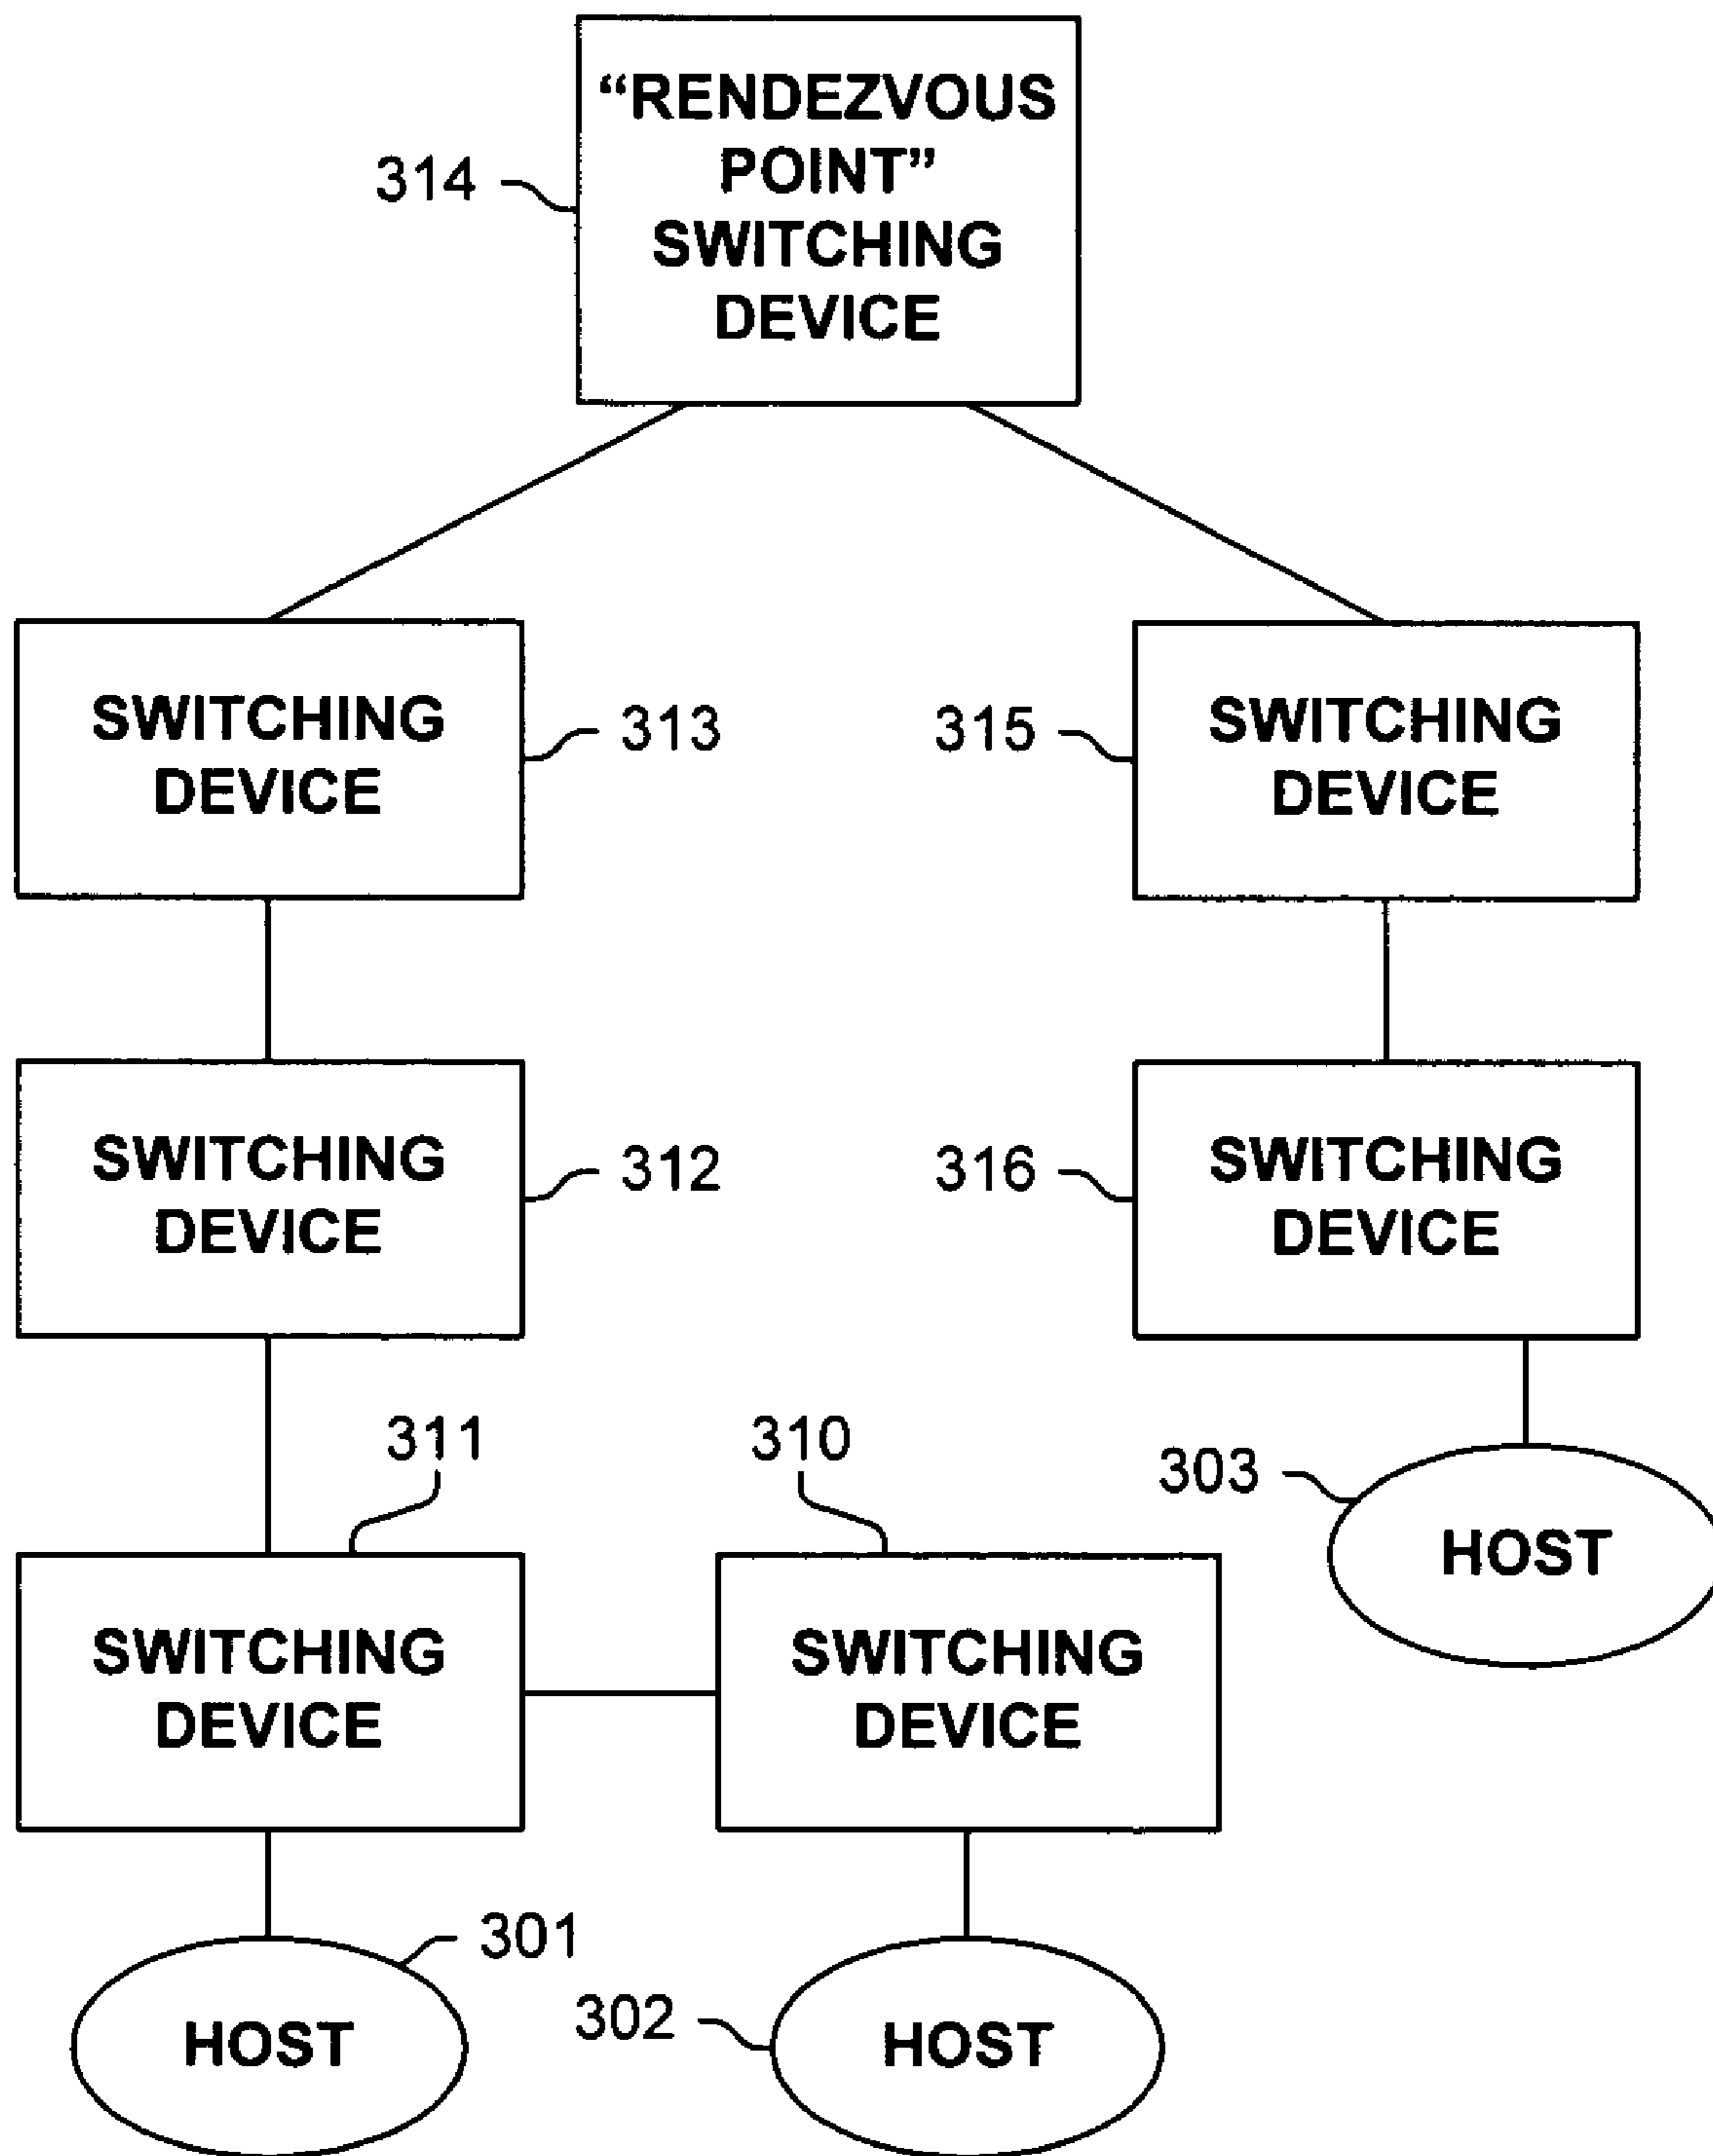 “RENDEZVOUS
POINT”
SWITCHING
DEVICE
314
SWITCHING
DEVICE
313
315
SWITCHING
DEVICE
SWITCHING
DEVICE
312
316
SWITCHING
DEVICE
311
310
303
HOST
SWITCHING
DEVICE
SWITCHING
DEVICE
301
HOST
302
HOST